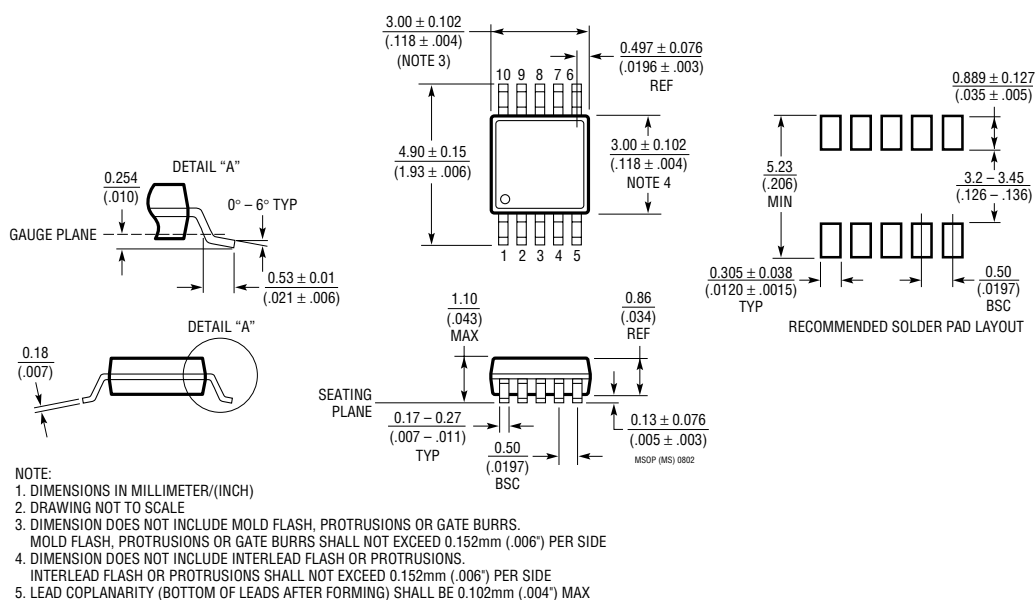 3.00 ± 0.102
(.118 ± .004)
(NOTE 3)
0.497 ± 0.076
(.0196 ± .003)
REF
10 9 8 7 6
4.90 ± 0.15
(1.93 ± .006)
3.00 ± 0.102
(.118 ± .004)
NOTE 4
1 2 3 4 5
0.889 ± 0.127
(.035 ± .005)
5.23
(.206)
MIN
3.2 – 3.45
(.126 – .136)
0.305 ± 0.038
(.0120 ± .0015)
TYP
0.50
(.0197)
BSC
RECOMMENDED SOLDER PAD LAYOUT
DETAIL “A”
0.254
(.010)
0° – 6° TYP
GAUGE PLANE
0.53 ± 0.01
(.021 ± .006)
DETAIL “A”
0.18
(.007)
1.10
(.043)
MAX
0.86
(.034)
REF
SEATING
PLANE
0.17 – 0.27
(.007 – .011)
TYP
0.50
(.0197)
BSC
0.13 ± 0.076
(.005 ± .003)
MSOP (MS) 0802
NOTE:
1. DIMENSIONS IN MILLIMETER/(INCH)
2. DRAWING NOT TO SCALE
3. DIMENSION DOES NOT INCLUDE MOLD FLASH, PROTRUSIONS OR GATE BURRS.
MOLD FLASH, PROTRUSIONS OR GATE BURRS SHALL NOT EXCEED 0.152mm (.006") PER SIDE
4. DIMENSION DOES NOT INCLUDE INTERLEAD FLASH OR PROTRUSIONS.
INTERLEAD FLASH OR PROTRUSIONS SHALL NOT EXCEED 0.152mm (.006") PER SIDE
5. LEAD COPLANARITY (BOTTOM OF LEADS AFTER FORMING) SHALL BE 0.102mm (.004") MAX